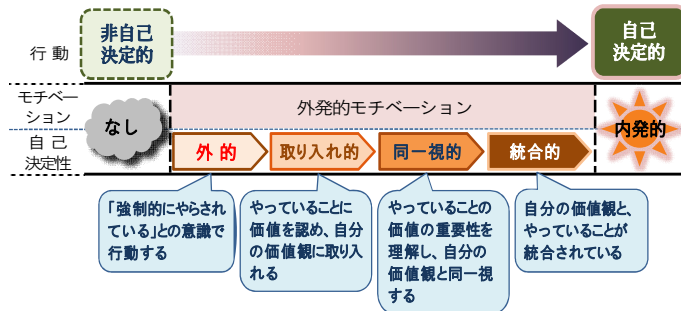 行 動
非自己
決定的
自己
決定的
モチベー
ション
なし
外発的モチベーション
内発的
自 己
決定性
外 的
取り入れ的
同一視的
統合的
「強制的にやらされ
ている」との意識で
行動する
やっていることに
価値を認め、自分
の価値観に取り入
れる
やっていることの
価値の重要性を
理解し、自分の
価値観と同一視
する
自分の価値観と、
やっていることが
統合されている